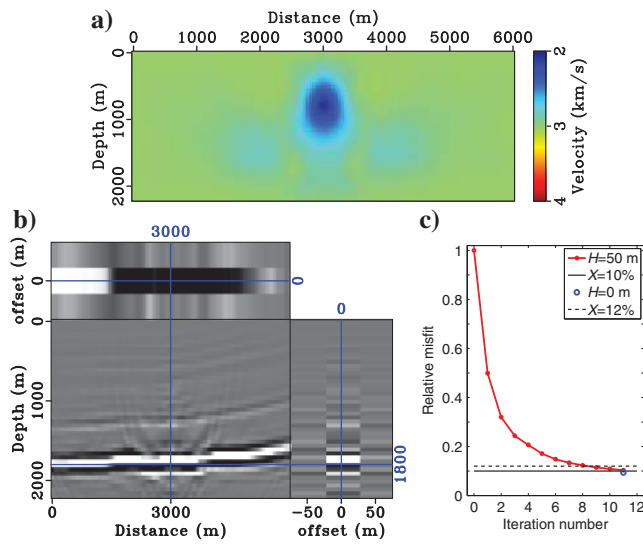 a)
Distance (m)
0 1000 2000 3000 4000 5000 6000
Depth (m)
0
1000
2000
2
3
4
Velocity (km/s)
b)
3000
offset (m)
0
0
0
Depth (m)
0
1000
2000
1800
0 3000
Distance (m)
−50 0 50
offset (m)
c)
Relative misfit
1
0.8
0.6
0.4
0.2
0
H=50 m
X=10%
H=0 m
X=12%
0 2 4 6 8 10 12
Iteration number